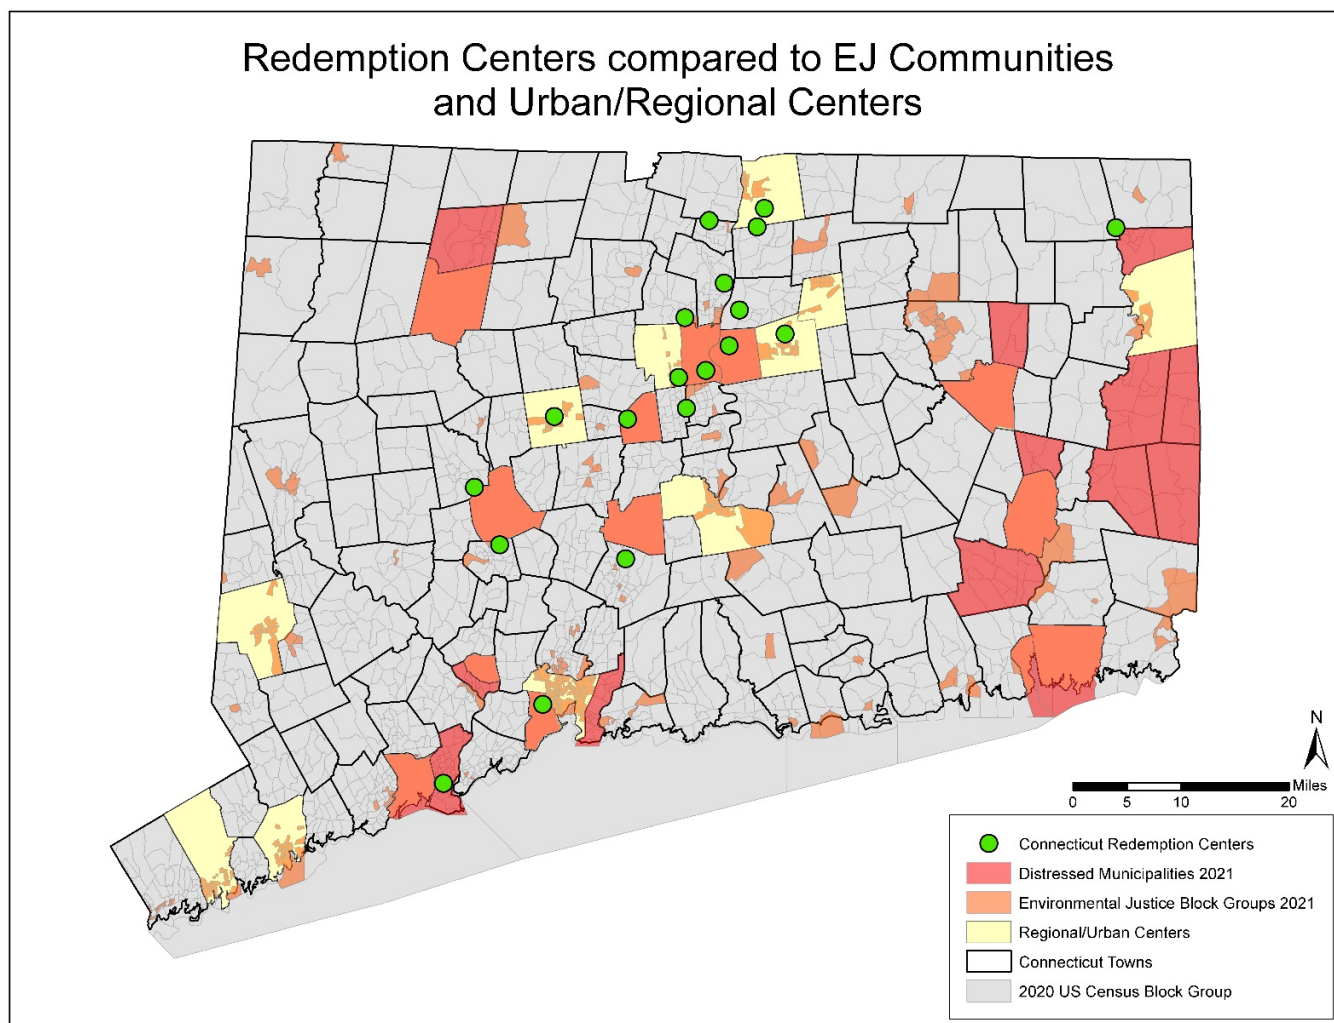 Redemption Centers compared to EJ Communities
and Urban/Regional Centers
N
Miles
0 5 10 20
Connecticut Redemption Centers
Distressed Municipalities 2021
Environmental Justice Block Groups 2021
Regional/Urban Centers
Connecticut Towns
2020 US Census Block Group